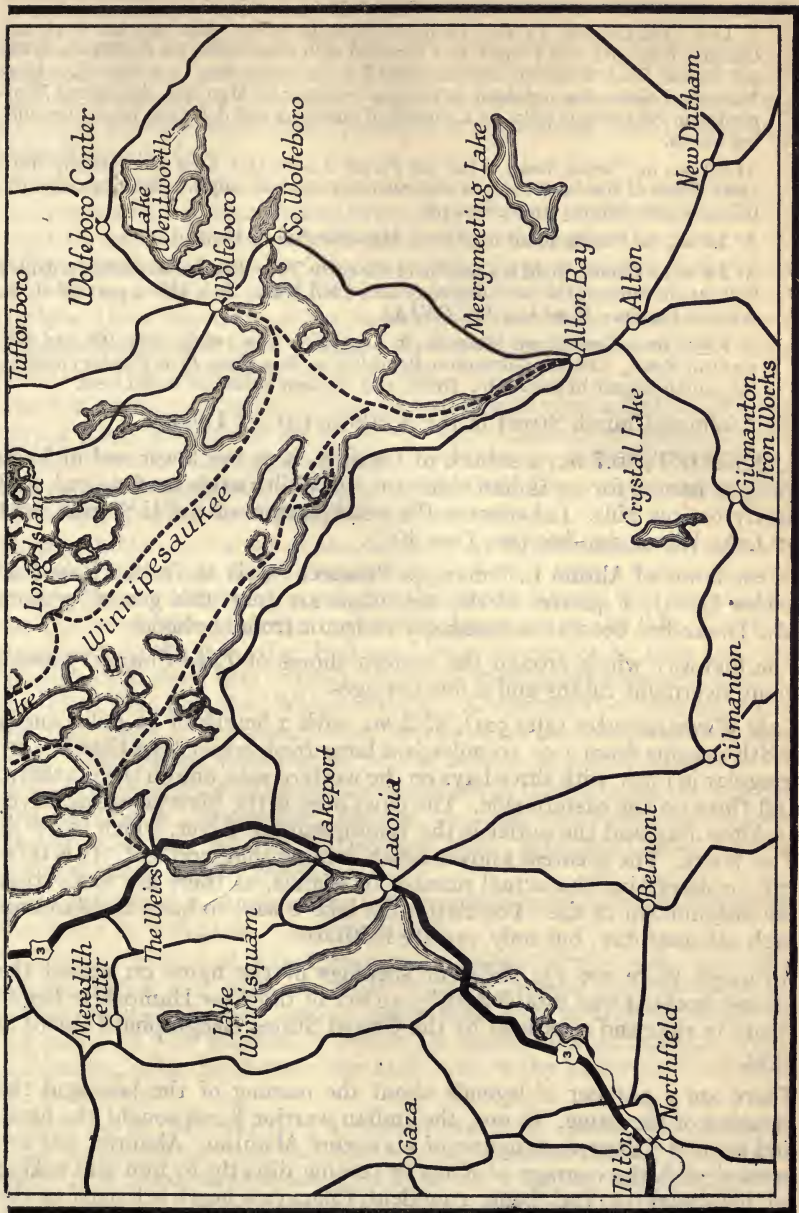 Tuftonboro
Wolfeboro Center
Lake
Wentworth
Wolfeboro
So. Wolfeboro
Long Island
Winnipesaukee
Lake
Merrymeeting Lake
New Durham
Alton Bay
Alton
Crystal Lake
Gilmanton
Iron Works
Gilmanton
Lakeport
Laconia
The Weirs
3
Meredith
Center
Lake
Winnisquam
Belmont
3
Gaza
Northfield
Tilton